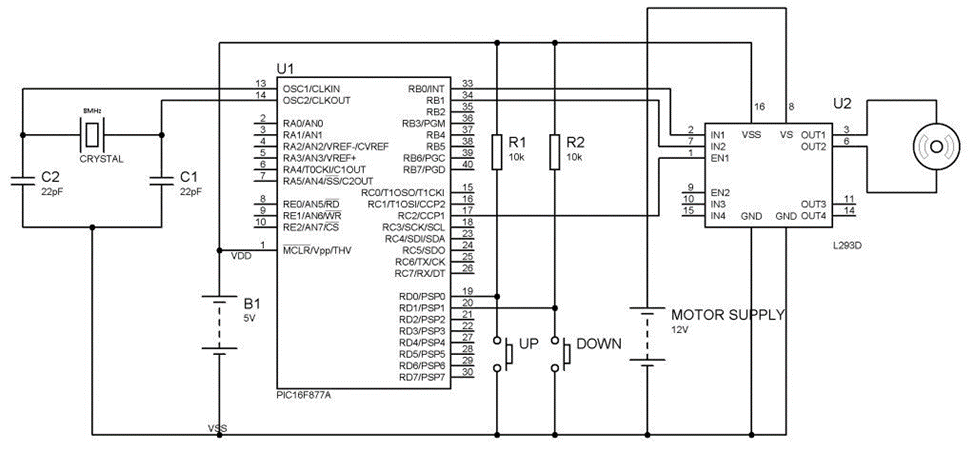 U1
13 OSC1/CLKIN
14 OSC2/CLKOUT
2 RA0/AN0
3 RA1/AN1
4 RA2/AN2/VREF-/CVREF
5 RA3/AN3/VREF+
6 RA4/T0CKI/C1OUT
7 RA5/AN4/SS/C2OUT
8 RE0/AN5/RD
9 RE1/AN6/WR
10 RE2/AN7/CS
1 MCLR/Vpp/THV
RB0/INT 33
RB1 34
RB2 35
RB3/PGM 36
RB4 37
RB5 38
RB6/PGC 39
RB7/PGD 40
RC0/T1OSO/T1CKI 15
RC1/T1OSI/CCP2 16
RC2/CCP1 17
RC3/SCK/SCL 18
RC4/SDI/SDA 23
RC5/SDO 24
RC6/TX/CK 25
RC7/RX/DT 26
RD0/PSP0 19
RD1/PSP1 20
RD2/PSP2 21
RD3/PSP3 22
RD4/PSP4 27
RD5/PSP5 28
RD6/PSP6 29
RD7/PSP7 30
PIC16F877A
8MHz
CRYSTAL
C2
22pF
C1
22pF
VDD
B1
5V
VSS
R1
10k
R2
10k
UP
DOWN
MOTOR SUPPLY
12V
U2
16
8
2 IN1
7 IN2
1 EN1
9 EN2
10 IN3
15 IN4
VSS
VS
OUT1 3
OUT2 6
OUT3 11
OUT4 14
GND
GND
L293D